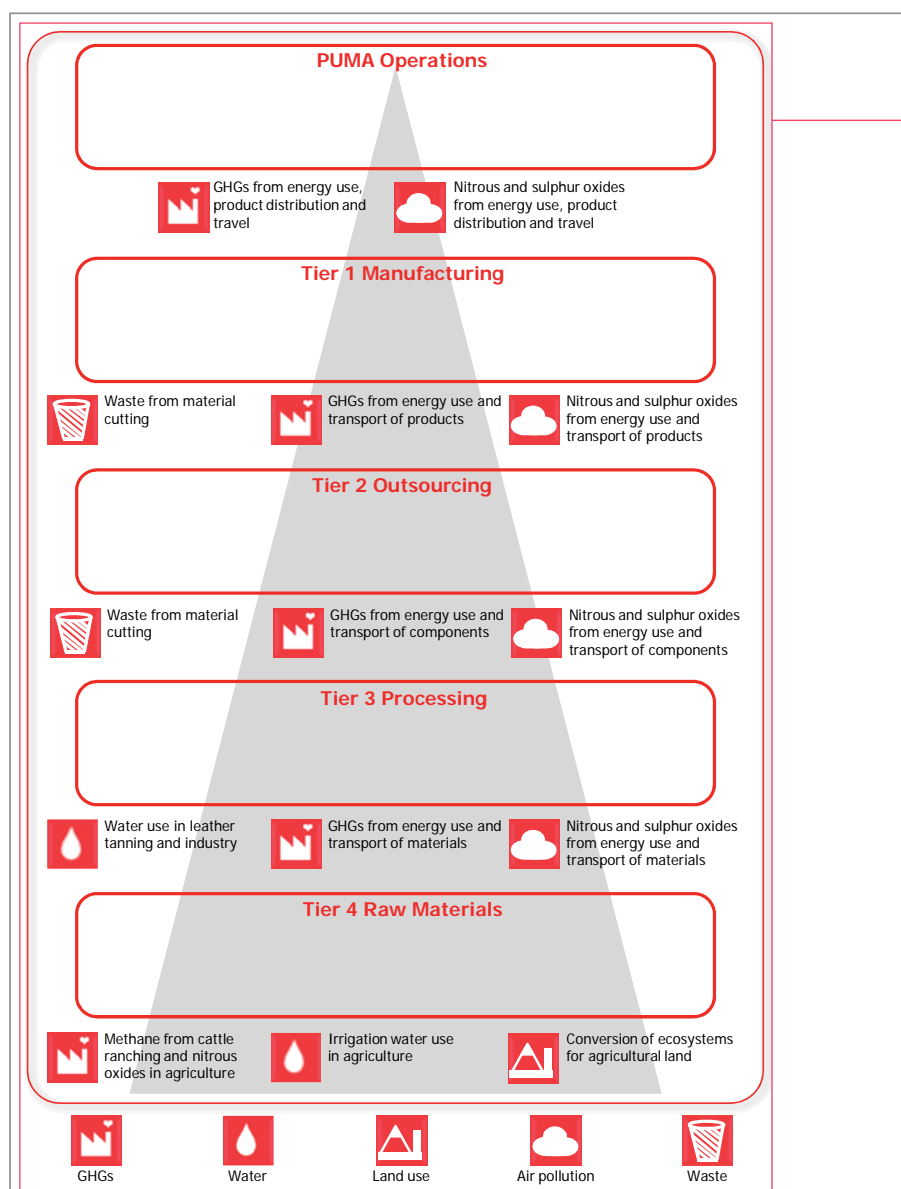 PUMA Operations
GHGs from energy use,
product distribution and
travel
Nitrous and sulphur oxides
from energy use, product
distribution and travel
Tier 1 Manufacturing
Waste from material
cutting
GHGs from energy use and
transport of products
Nitrous and sulphur oxides
from energy use and
transport of products
Tier 2 Outsourcing
Waste from material
cutting
GHGs from energy use and
transport of components
Nitrous and sulphur oxides
from energy use and
transport of components
Tier 3 Processing
Water use in leather
tanning and industry
GHGs from energy use and
transport of materials
Nitrous and sulphur oxides
from energy use and
transport of materials
Tier 4 Raw Materials
Methane from cattle
ranching and nitrous
oxides in agriculture
Irrigation water use
in agriculture
Conversion of ecosystems
for agricultural land
GHGs
Water
Land use
Air pollution
Waste